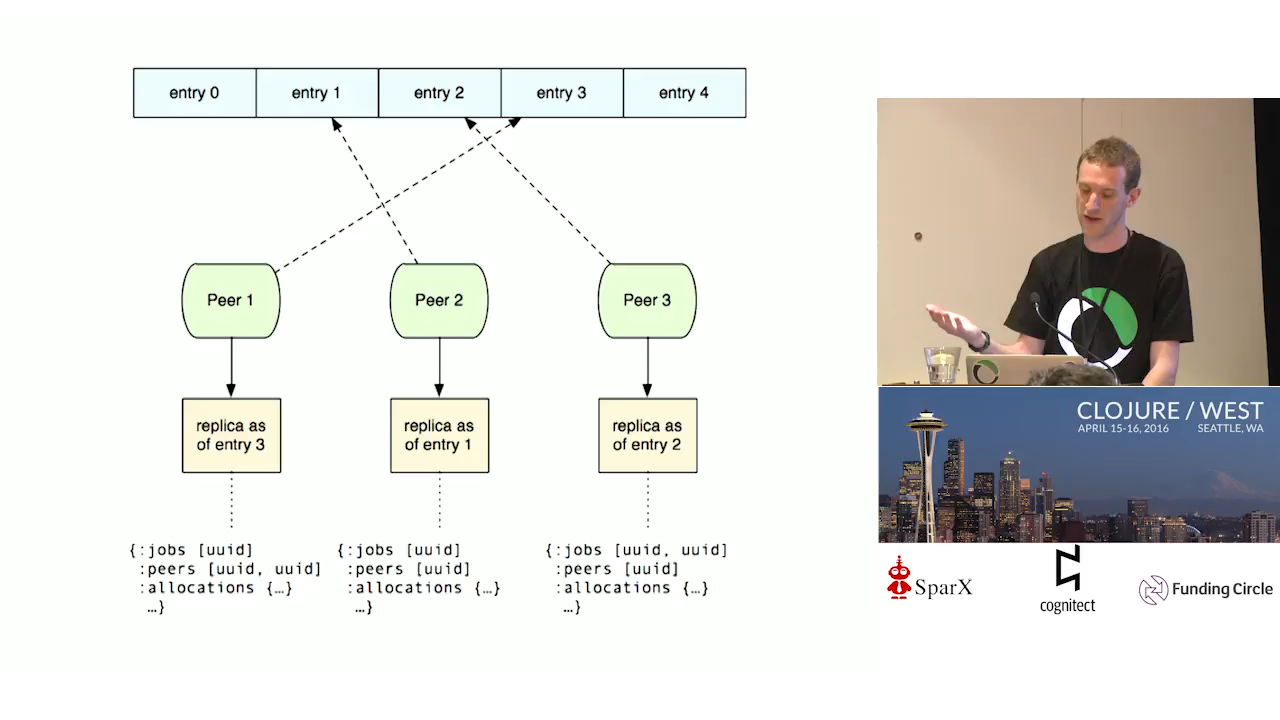 entry 0
entry 1
entry 2
entry 3
entry 4
Peer 1
Peer 2
Peer 3
replica as
of entry 3
replica as
of entry 1
replica as
of entry 2
{:jobs [uuid]
:peers [uuid, uuid]
:allocations {…}
…}
{:jobs [uuid]
:peers [uuid]
:allocations {…}
…}
{:jobs [uuid, uuid]
:peers [uuid]
:allocations {…}
…}
CLOJURE / WEST
APRIL 15-16, 2016 SEATTLE, WA
SparX
cognitect
Funding Circle